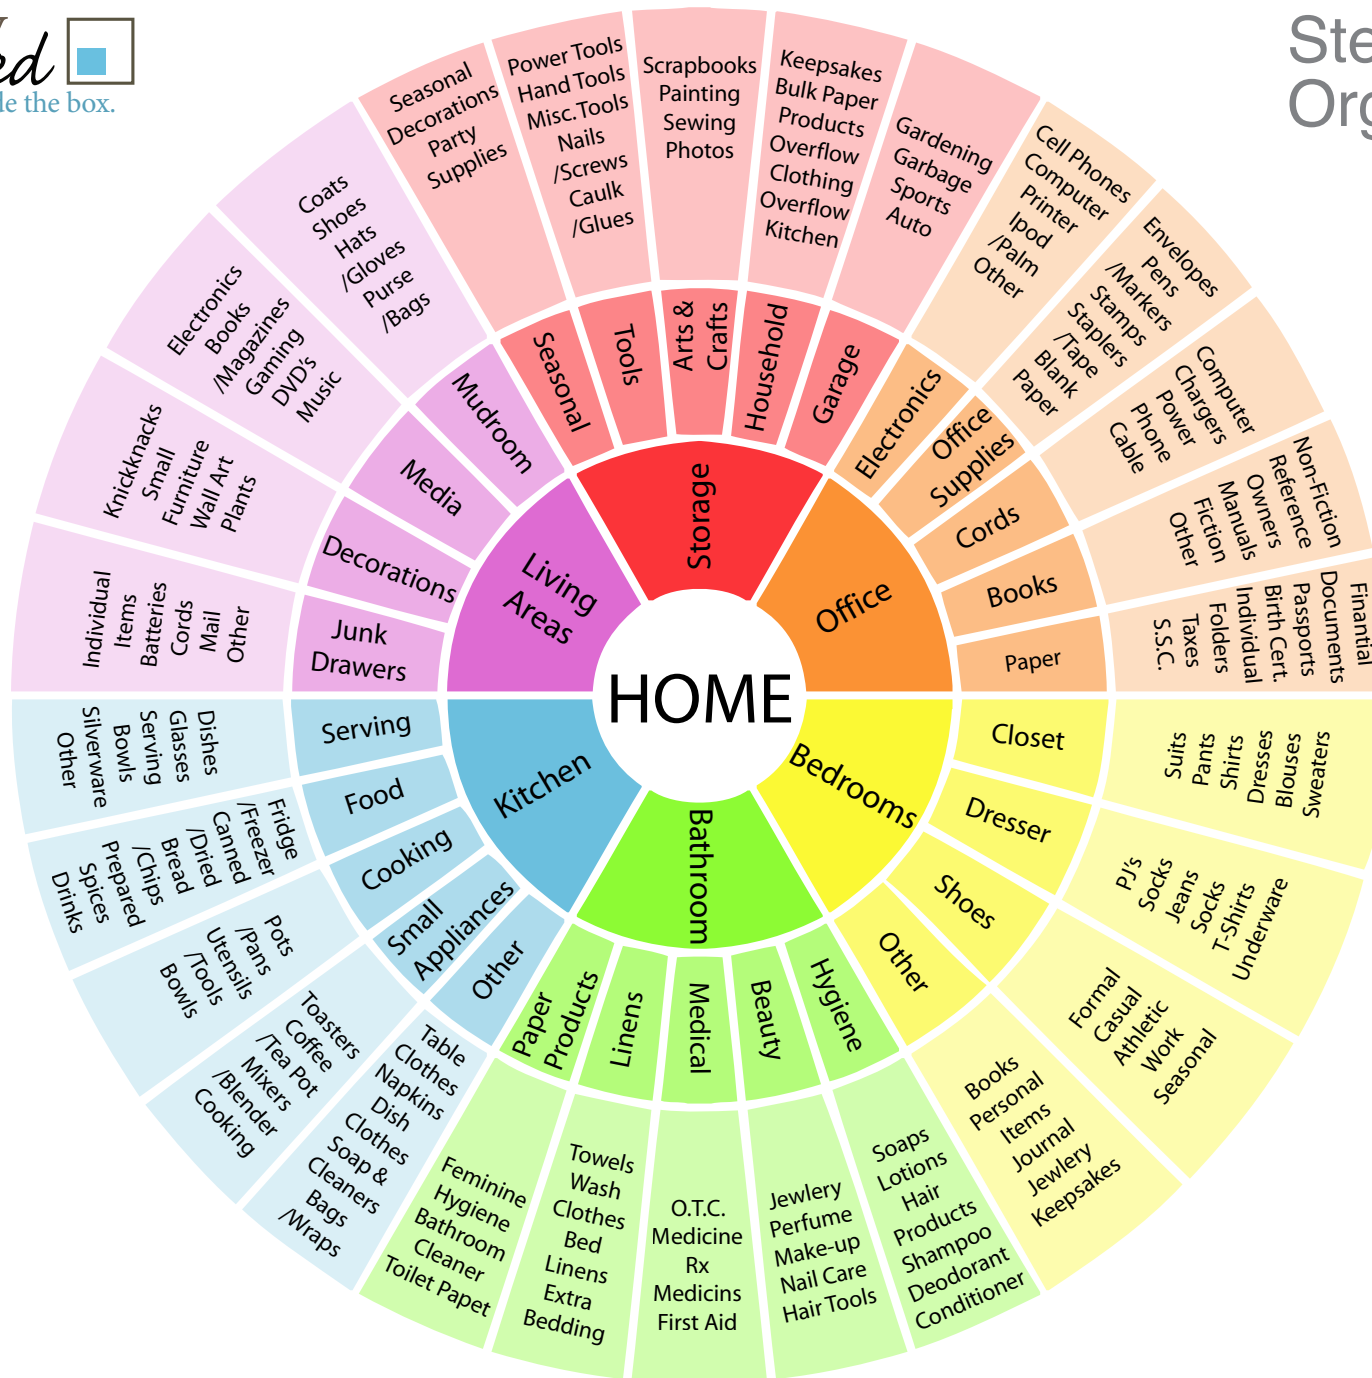 ed
de the box.
Ste
Org
HOME
Storage
Seasonal
Seasonal
Decorations
Party
Supplies
Tools
Power Tools
Hand Tools
Misc. Tools
Nails
/Screws
Caulk
/Glues
Arts &
Crafts
Scrapbooks
Painting
Sewing
Photos
Household
Keepsakes
Bulk Paper
Products
Overflow
Clothing
Overflow
Kitchen
Garage
Gardening
Garbage
Sports
Auto
Office
Electronics
Cell Phones
Computer
Printer
Ipod
/Palm
Other
Office
Supplies
Envelopes
Pens
/Markers
Stamps
Staplers
/Tape
Blank
Paper
Cords
Computer
Chargers
Power
Phone
Cable
Books
Non-Fiction
Reference
Owners
Manuals
Fiction
Other
Paper
Finantial
Documents
Passports
Birth Cert.
Individual
Folders
Taxes
S.S.C.
Bedrooms
Closet
Suits
Pants
Shirts
Dresses
Blouses
Sweaters
Dresser
PJ's
Socks
Jeans
Socks
T-Shirts
Underware
Shoes
Formal
Casual
Athletic
Work
Seasonal
Other
Books
Personal
Items
Journal
Jewlery
Keepsakes
Bathroom
Hygiene
Soaps
Lotions
Hair
Products
Shampoo
Deodorant
Conditioner
Beauty
Jewlery
Perfume
Make-up
Nail Care
Hair Tools
Medical
O.T.C.
Medicine
Rx
Medicins
First Aid
Linens
Towels
Wash
Clothes
Bed
Linens
Extra
Bedding
Paper
Products
Feminine
Hygiene
Bathroom
Cleaner
Toilet Papet
Kitchen
Other
Table
Clothes
Napkins
Dish
Clothes
Soap &
Cleaners
Bags
/Wraps
Small
Appliances
Toasters
Coffee
/Tea Pot
Mixers
/Blender
Cooking
Cooking
Pots
/Pans
Utensils
/Tools
Bowls
Food
Fridge
/Freezer
Canned
/Dried
Bread
/Chips
Prepared
Spices
Drinks
Serving
Dishes
Glasses
Serving
Bowls
Silverware
Other
Living
Areas
Junk
Drawers
Individual
Items
Batteries
Cords
Mail
Other
Decorations
Knickknacks
Small
Furniture
Wall Art
Plants
Media
Electronics
Books
/Magazines
Gaming
DVD's
Music
Mudroom
Coats
Shoes
Hats
/Gloves
Purse
/Bags